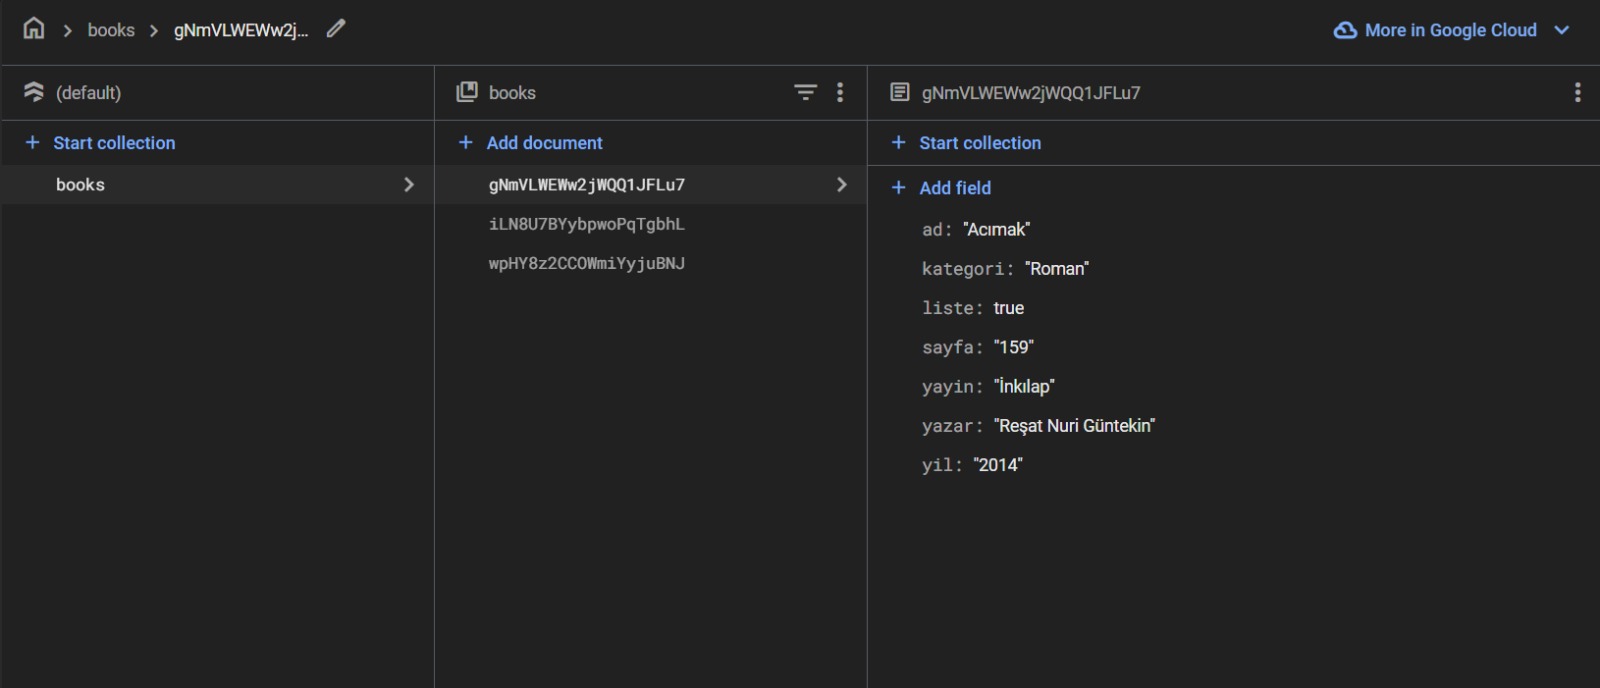 books
gNmVLWEWw2j...
More in Google Cloud
(default)
books
gNmVLWEWw2jWQQ1JFLu7
Start collection
Add document
Start collection
books
gNmVLWEWw2jWQQ1JFLu7
iLN8U7BYybpwoPqTgbhL
wpHY8z2CCOWmiYyjuBNJ
Add field
ad: "Acımak"
kategori: "Roman"
liste: true
sayfa: "159"
yayin: "İnkılap"
yazar: "Reşat Nuri Güntekin"
yil: "2014"